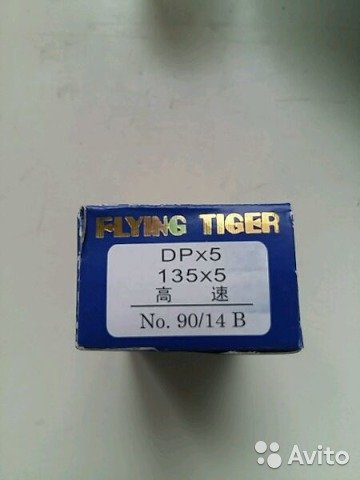 FLYING TIGER
DPx5
135x5
高 速
No. 90/14 B
Avito